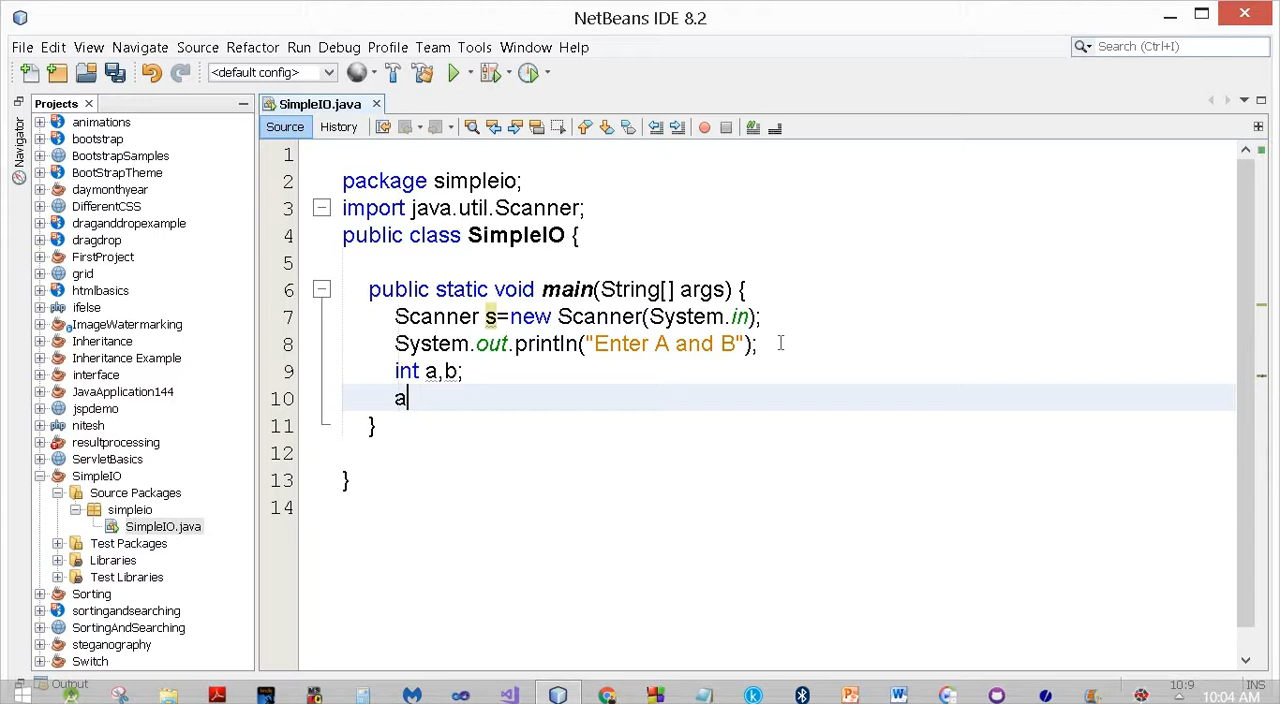 NetBeans IDE 8.2
File Edit View Navigate Source Refactor Run Debug Profile Team Tools Window Help
Search (Ctrl+I)
<default config>
Projects
SimpleIO.java
Navigator
Source History
animations
bootstrap
BootstrapSamples
BootStrapTheme
daymonthyear
DifferentCSS
draganddropexample
dragdrop
FirstProject
grid
htmlbasics
ifelse
ImageWatermarking
Inheritance
Inheritance Example
interface
JavaApplication144
jspdemo
nitesh
resultprocessing
ServletBasics
SimpleIO
Source Packages
simpleio
SimpleIO.java
Test Packages
Libraries
Test Libraries
Sorting
sortingandsearching
SortingAndSearching
steganography
Switch
1
2 package simpleio;
3 import java.util.Scanner;
4 public class SimpleIO {
5
6 public static void main(String[] args) {
7 Scanner s=new Scanner(System.in);
8 System.out.println("Enter A and B");
9 int a,b;
10 a
11 }
12
13 }
14
Output
10:9
INS
10:04 AM